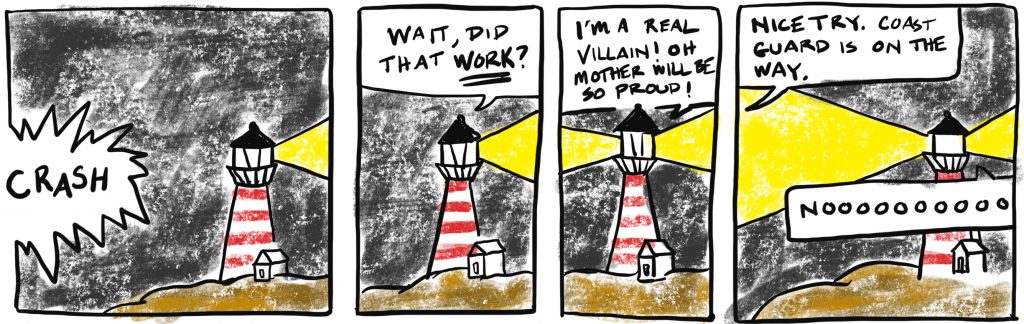 CRASH
WAIT, DID
THAT WORK?
I'M A REAL
VILLAIN! OH
MOTHER WILL BE
SO PROUD!
NICE TRY. COAST
GUARD IS ON THE
WAY.
NOOOOOOOOOOO